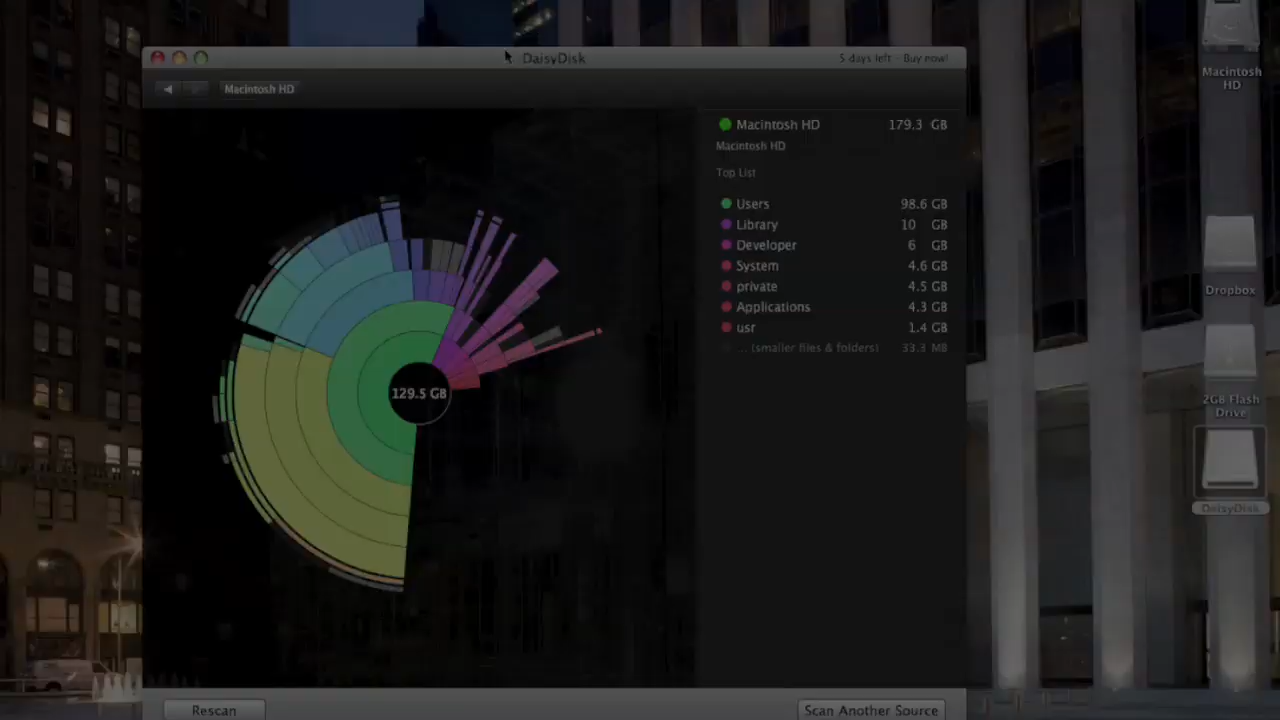 DaisyDisk
5 days left - Buy now!
Macintosh HD
Macintosh HD 179.3 GB
Macintosh HD
Top List
Users 98.6 GB
Library 10 GB
Developer 6 GB
System 4.6 GB
private 4.5 GB
Applications 4.3 GB
usr 1.4 GB
... (smaller files & folders) 33.3 MB
129.5 GB
Rescan
Scan Another Source
Macintosh
HD
Dropbox
2GB Flash
Drive
DaisyDisk